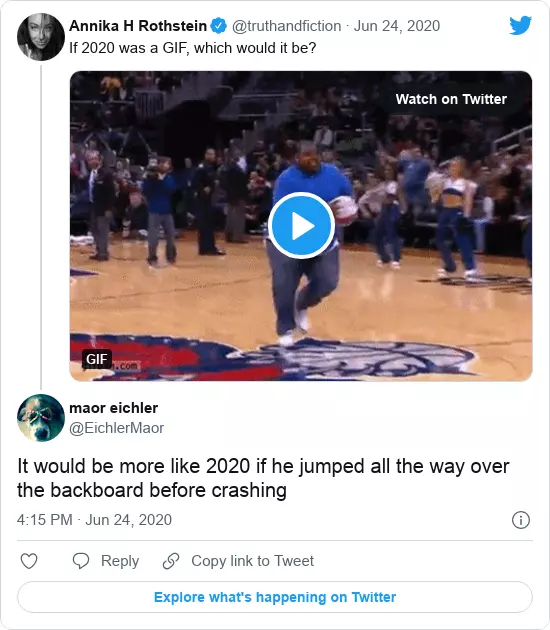 Annika H Rothstein @truthandfiction · Jun 24, 2020
If 2020 was a GIF, which would it be?
Watch on Twitter
GIF
maor eichler
@EichlerMaor
It would be more like 2020 if he jumped all the way over
the backboard before crashing
4:15 PM · Jun 24, 2020
Reply Copy link to Tweet
Explore what's happening on Twitter